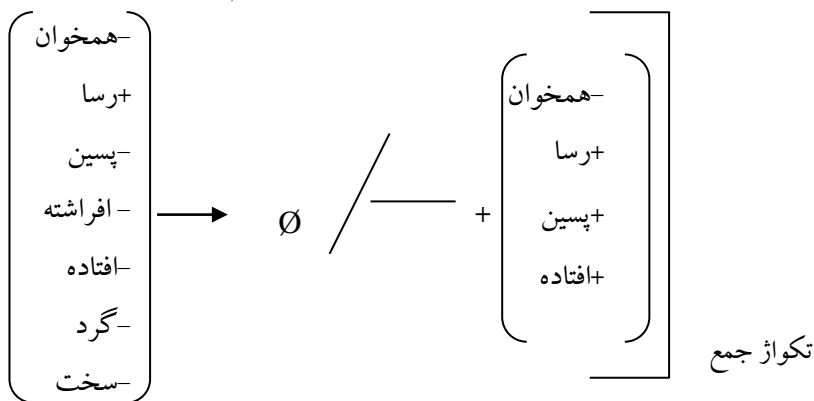 –همخوان
+رسا
–پسین
– افراشته
–افتاده
–گرد
–سخت
Ø
+
–همخوان
+رسا
+پسین
+افتاده
تکواژ جمع